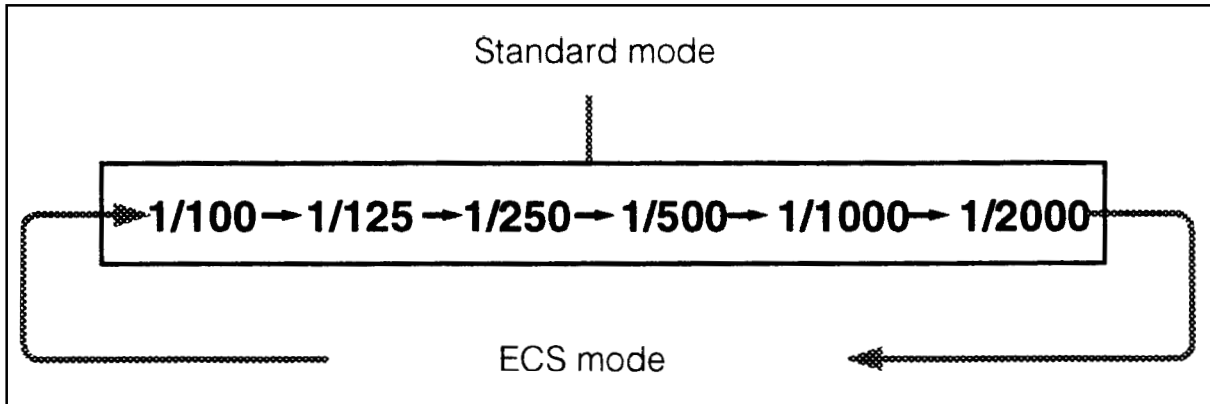 Standard mode
1/100 → 1/125 → 1/250 → 1/500 → 1/1000 → 1/2000
ECS mode